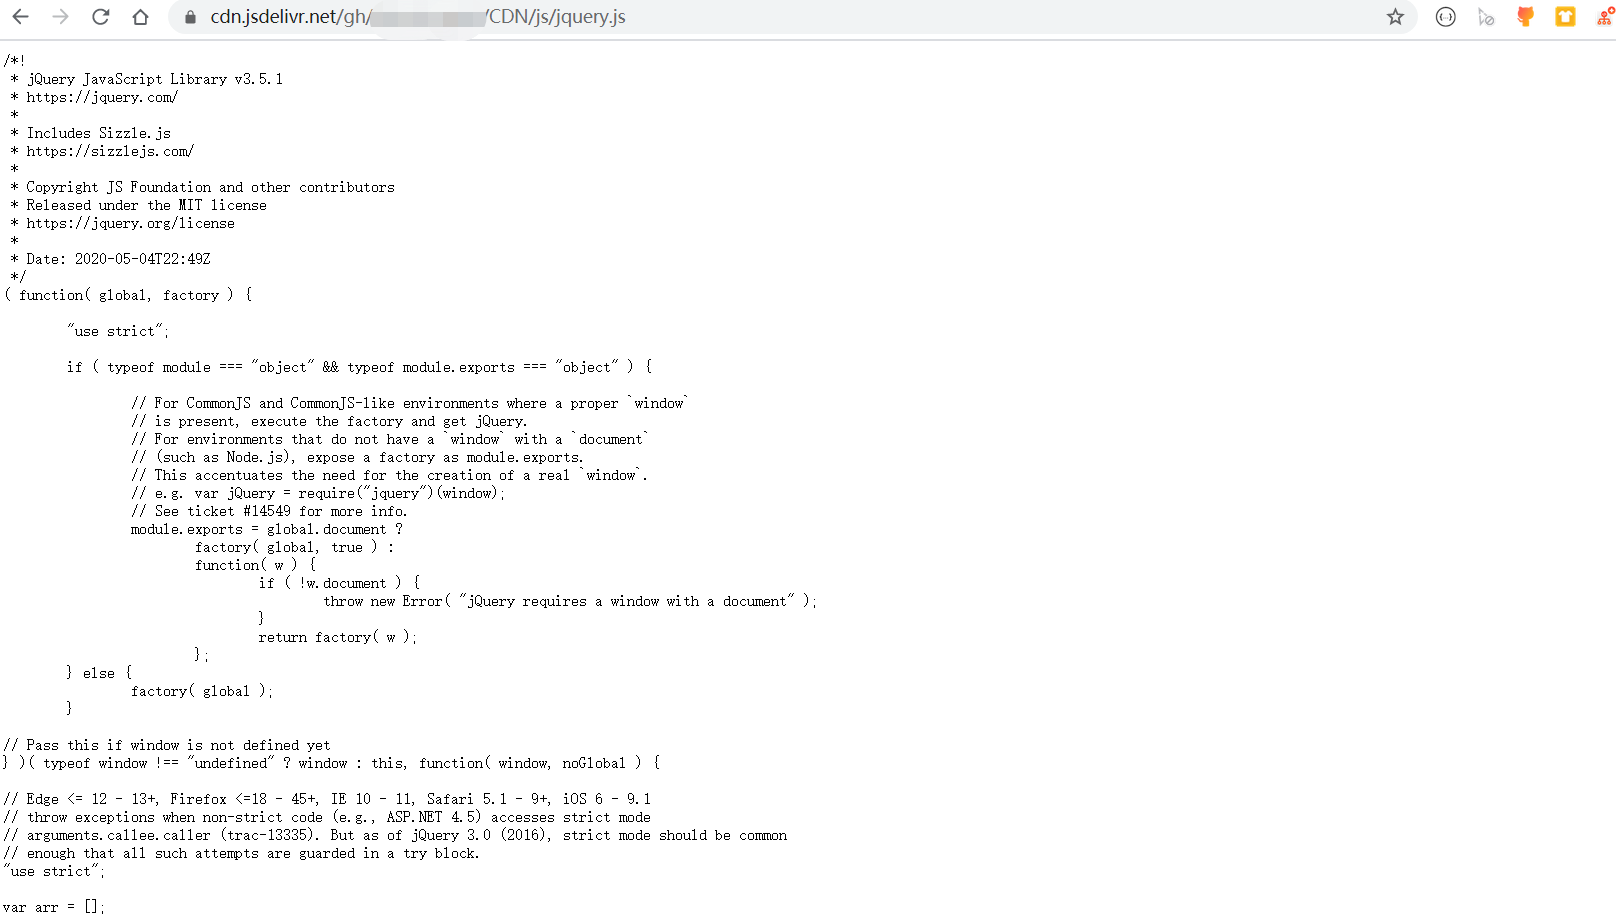 cdn.jsdelivr.net/gh/ /CDN/js/jquery.js
/*!
 * jQuery JavaScript Library v3.5.1
 * https://jquery.com/
 *
 * Includes Sizzle.js
 * https://sizzlejs.com/
 *
 * Copyright JS Foundation and other contributors
 * Released under the MIT license
 * https://jquery.org/license
 *
 * Date: 2020-05-04T22:49Z
 */
( function( global, factory ) {

	"use strict";

	if ( typeof module === "object" && typeof module.exports === "object" ) {

		// For CommonJS and CommonJS-like environments where a proper `window`
		// is present, execute the factory and get jQuery.
		// For environments that do not have a `window` with a `document`
		// (such as Node.js), expose a factory as module.exports.
		// This accentuates the need for the creation of a real `window`.
		// e.g. var jQuery = require("jquery")(window);
		// See ticket #14549 for more info.
		module.exports = global.document ?
			factory( global, true ) :
			function( w ) {
				if ( !w.document ) {
					throw new Error( "jQuery requires a window with a document" );
				}
				return factory( w );
			};
	} else {
		factory( global );
	}

// Pass this if window is not defined yet
} )( typeof window !== "undefined" ? window : this, function( window, noGlobal ) {

// Edge <= 12 - 13+, Firefox <=18 - 45+, IE 10 - 11, Safari 5.1 - 9+, iOS 6 - 9.1
// throw exceptions when non-strict code (e.g., ASP.NET 4.5) accesses strict mode
// arguments.callee.caller (trac-13335). But as of jQuery 3.0 (2016), strict mode should be common
// enough that all such attempts are guarded in a try block.
"use strict";

var arr = [];